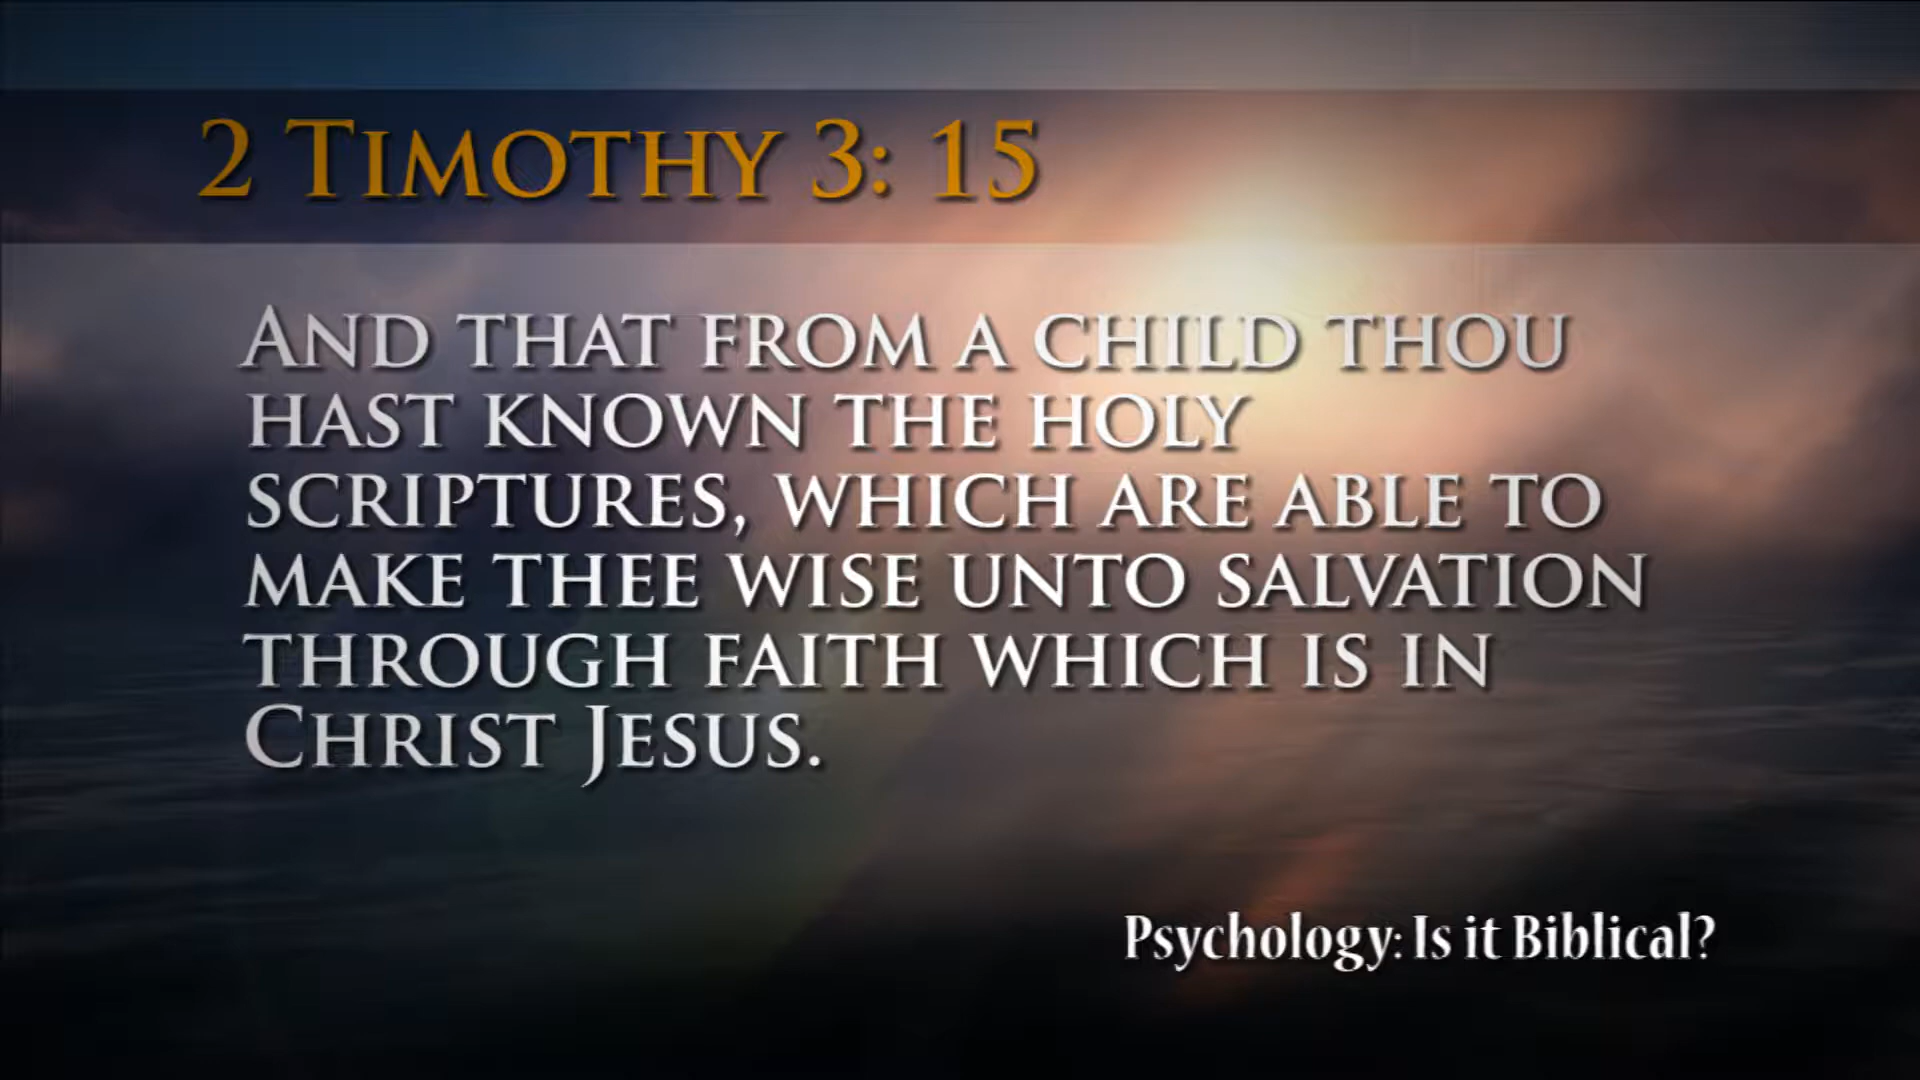 2 Timothy 3: 15
And that from a child thou
hast known the holy
scriptures, which are able to
make thee wise unto salvation
through faith which is in
Christ Jesus.
Psychology: Is it Biblical?